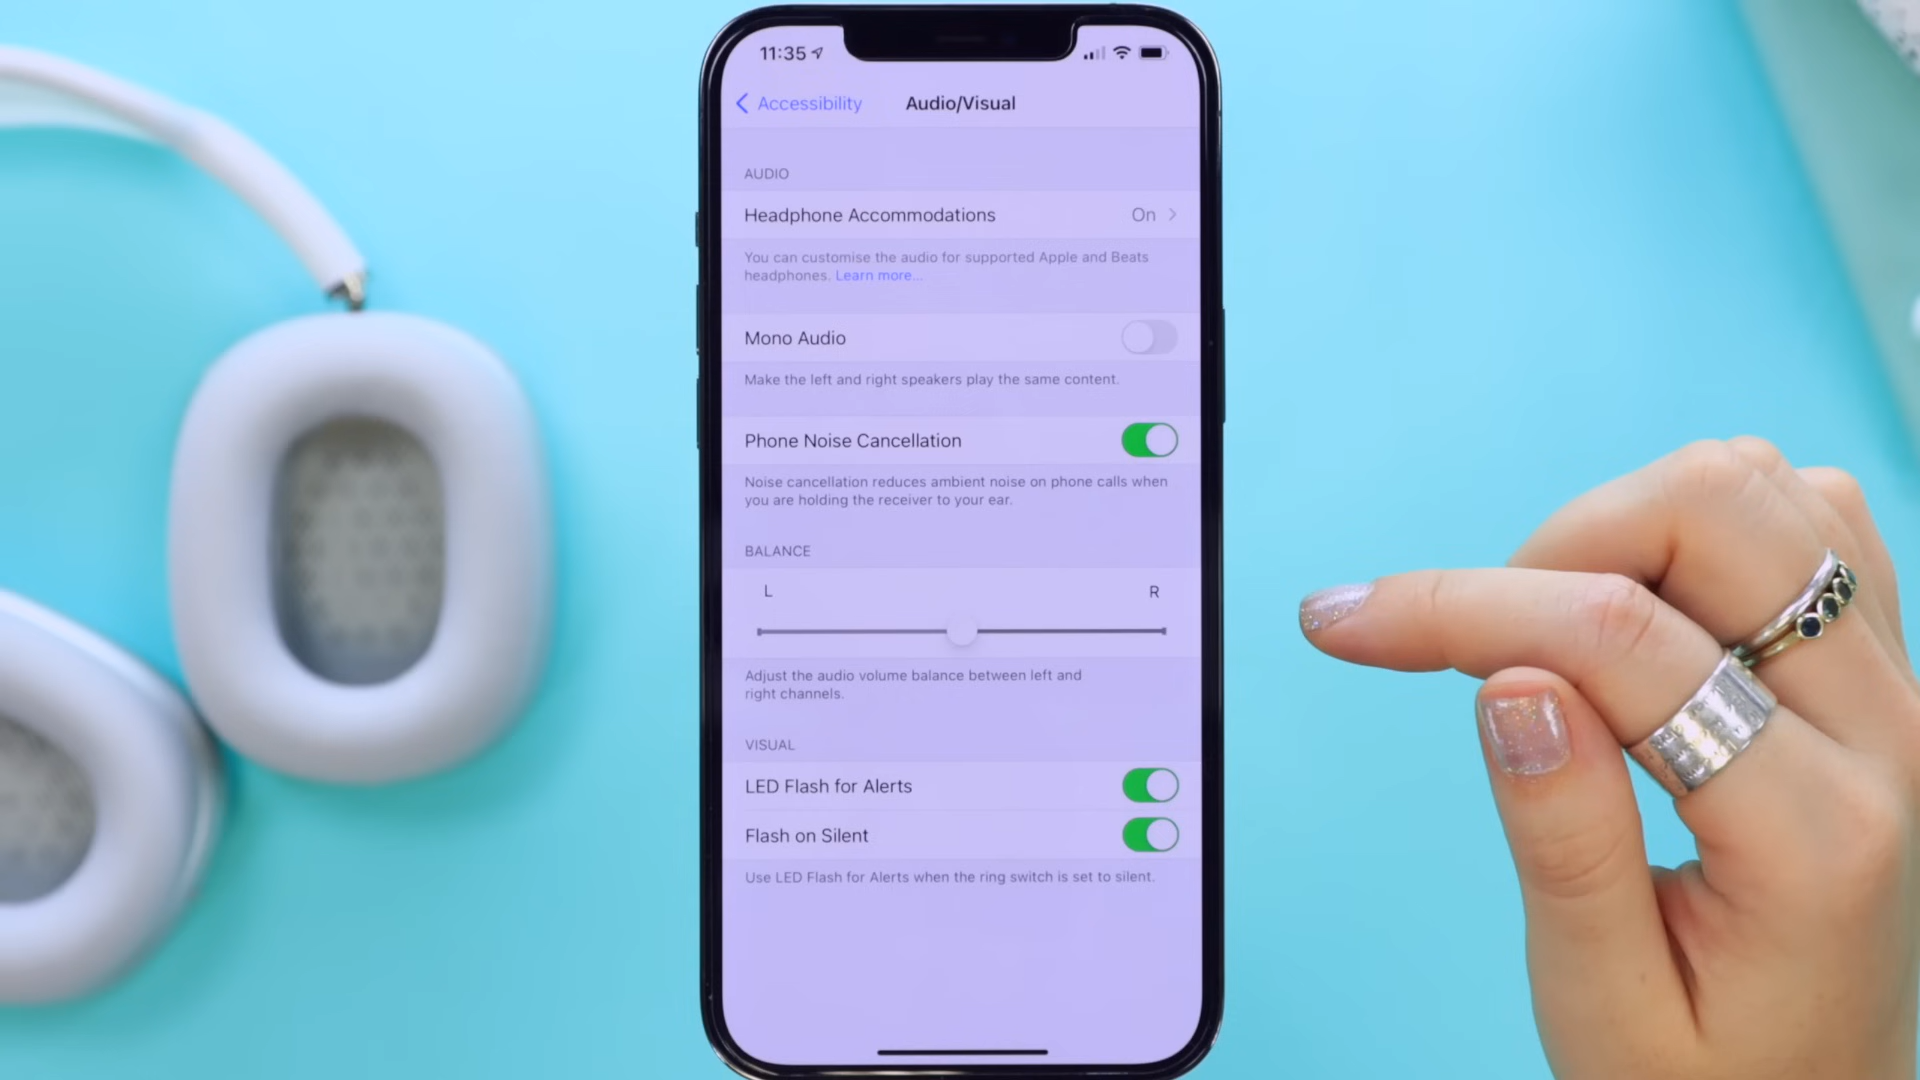 11:35
Accessibility
Audio/Visual
AUDIO
Headphone Accommodations On
You can customise the audio for supported Apple and Beats
headphones. Learn more...
Mono Audio
Make the left and right speakers play the same content.
Phone Noise Cancellation
Noise cancellation reduces ambient noise on phone calls when
you are holding the receiver to your ear.
BALANCE
L R
Adjust the audio volume balance between left and
right channels.
VISUAL
LED Flash for Alerts
Flash on Silent
Use LED Flash for Alerts when the ring switch is set to silent.